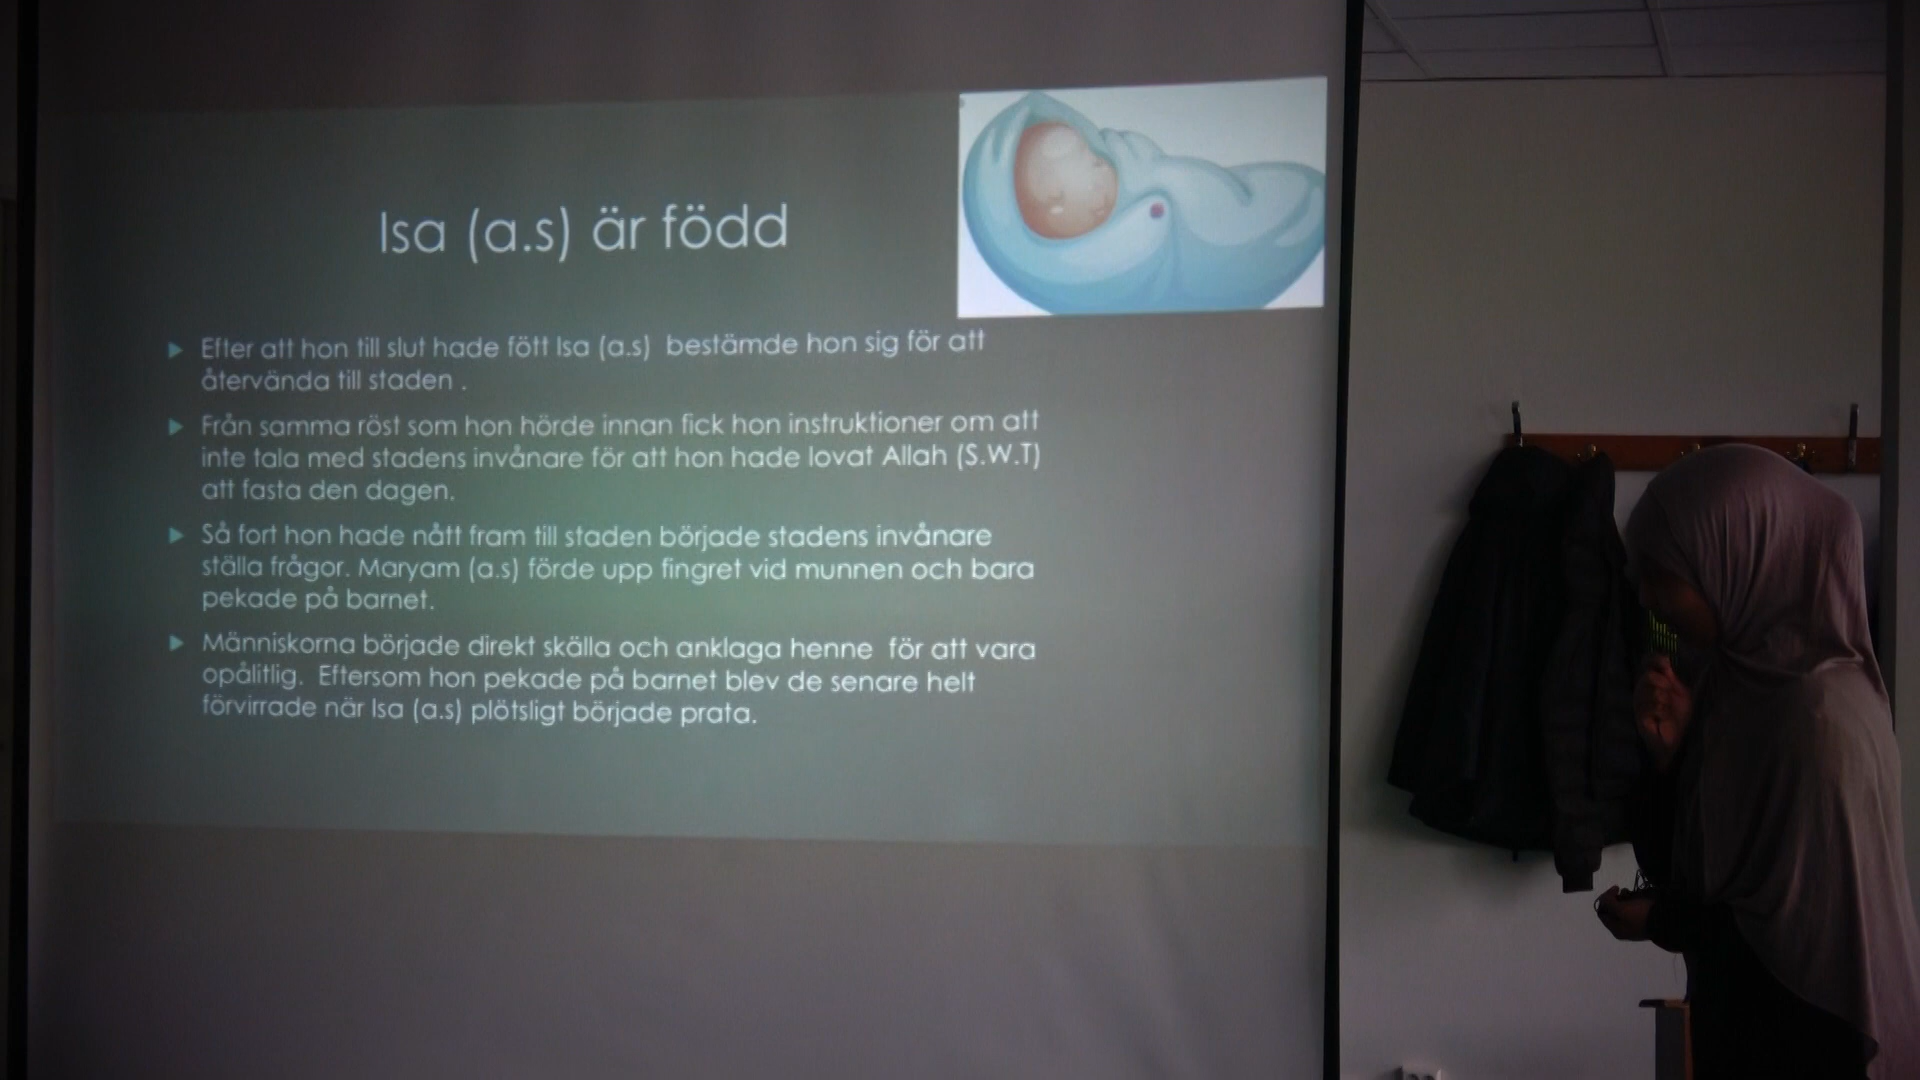 Isa (a.s) är född
Efter att hon till slut hade fött Isa (a.s) bestämde hon sig för att
återvända till staden .
Från samma röst som hon hörde innan fick hon instruktioner om att
inte tala med stadens invånare för att hon hade lovat Allah (S.W.T)
att fasta den dagen.
Så fort hon hade nått fram till staden började stadens invånare
ställa frågor. Maryam (a.s) förde upp fingret vid munnen och bara
pekade på barnet.
Människorna började direkt skälla och anklaga henne för att vara
opålitlig. Eftersom hon pekade på barnet blev de senare helt
förvirrade när Isa (a.s) plötsligt började prata.